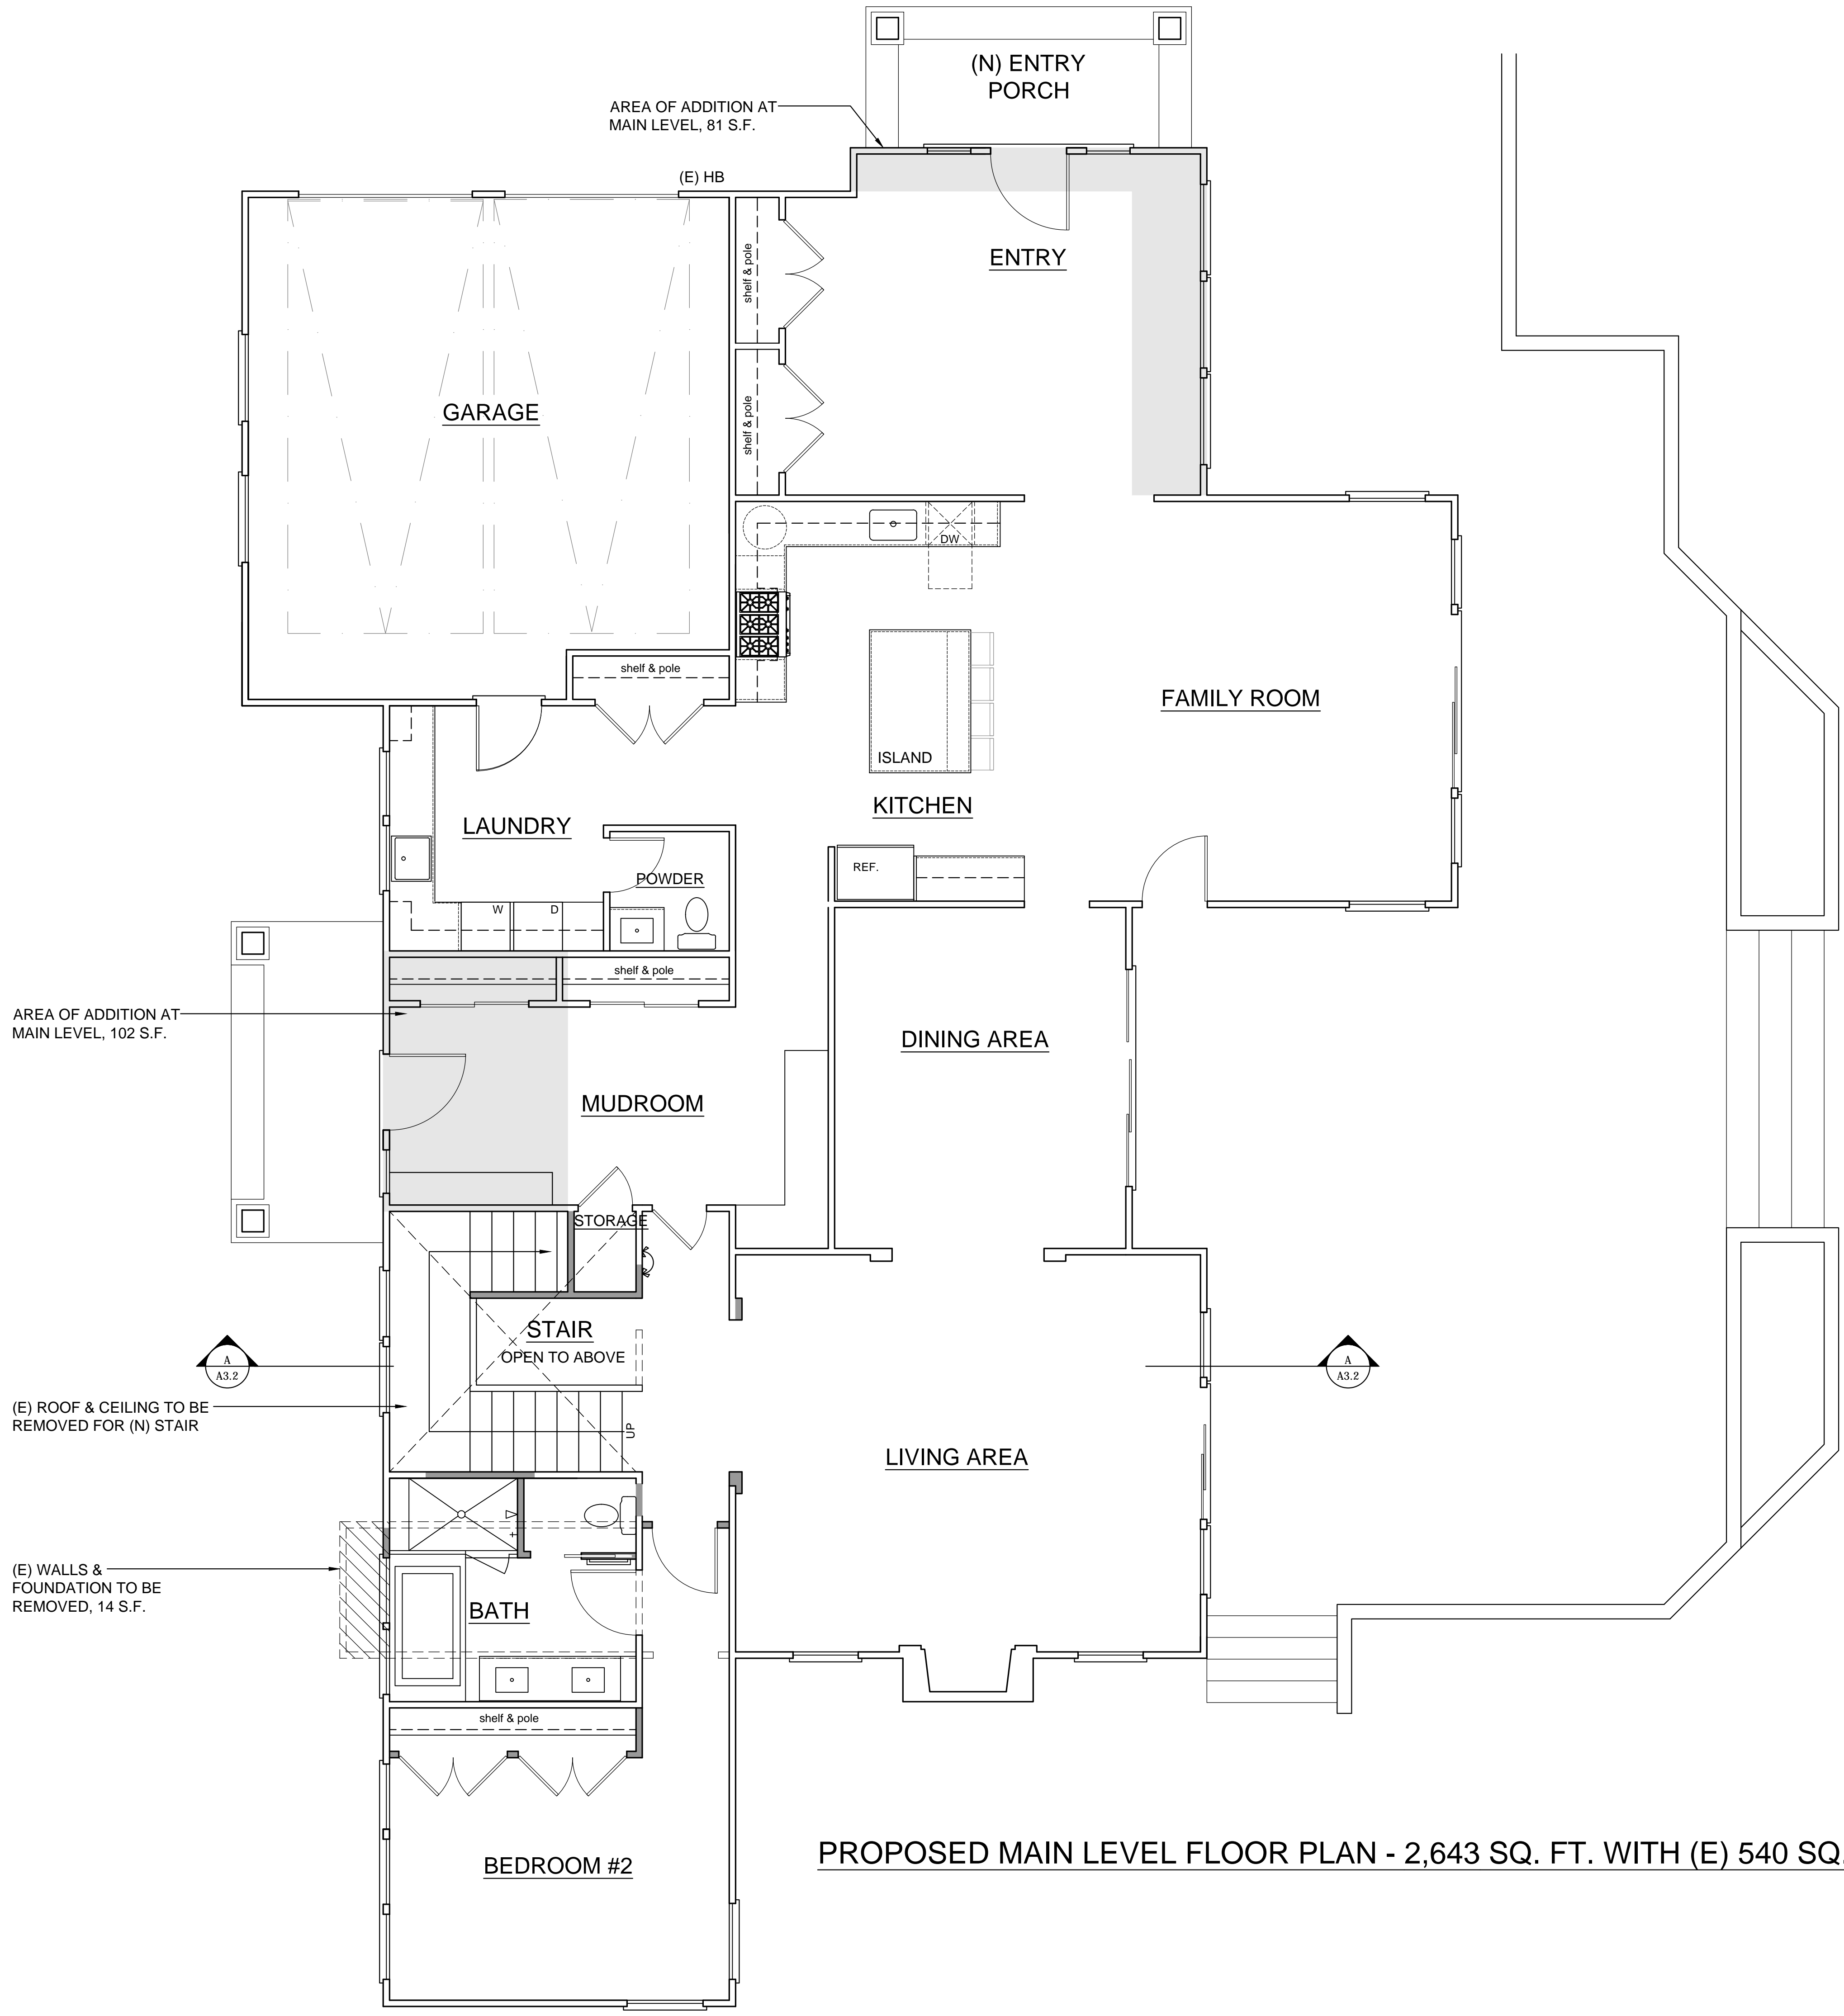 (N) ENTRY
PORCH
AREA OF ADDITION AT
MAIN LEVEL, 81 S.F.
(E) HB
ENTRY
shelf & pole
shelf & pole
GARAGE
DW
shelf & pole
FAMILY ROOM
ISLAND
KITCHEN
LAUNDRY
REF.
POWDER
W
D
shelf & pole
AREA OF ADDITION AT
MAIN LEVEL, 102 S.F.
DINING AREA
MUDROOM
STORAGE
STAIR
OPEN TO ABOVE
A
A3.2
A
A3.2
(E) ROOF & CEILING TO BE
REMOVED FOR (N) STAIR
UP
LIVING AREA
(E) WALLS &
FOUNDATION TO BE
REMOVED, 14 S.F.
BATH
shelf & pole
PROPOSED MAIN LEVEL FLOOR PLAN - 2,643 SQ. FT. WITH (E) 540 SQ.
BEDROOM #2